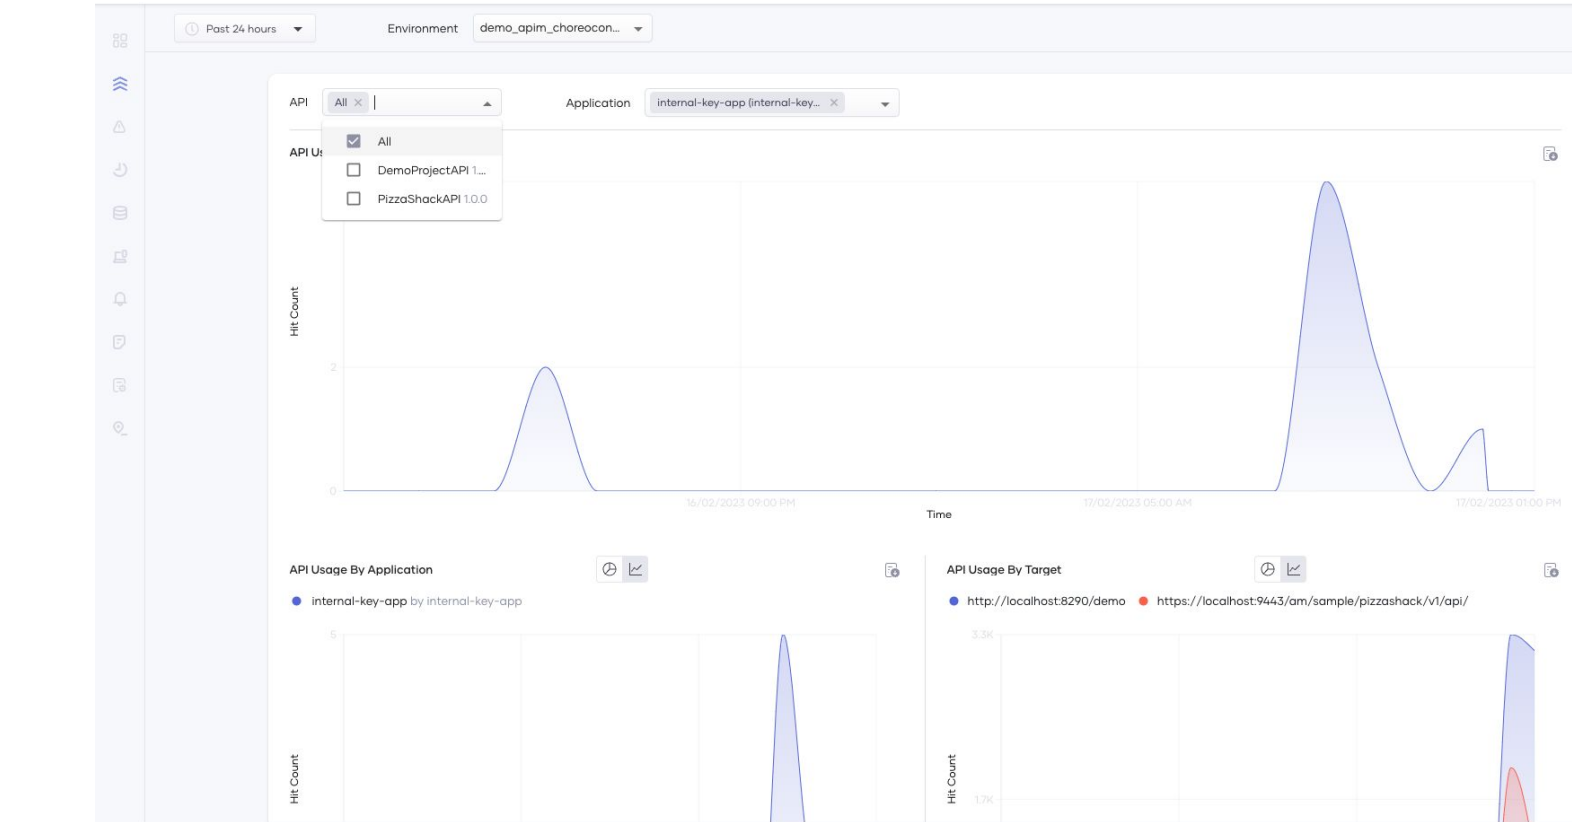 Past 24 hours
Environment
demo_apim_choreocon...
API
All
Application
internal-key-app (internal-key...
All
DemoProjectAPI 1....
PizzaShackAPI 1.0.0
API Us
Hit Count
2
0
16/02/2023 09:00 PM
17/02/2023 05:00 AM
17/02/2023 01:00 PM
Time
API Usage By Application
internal-key-app by internal-key-app
5
Hit Count
API Usage By Target
http://localhost:8290/demo
https://localhost:9443/am/sample/pizzashack/v1/api/
3.3K
Hit Count
1.7K